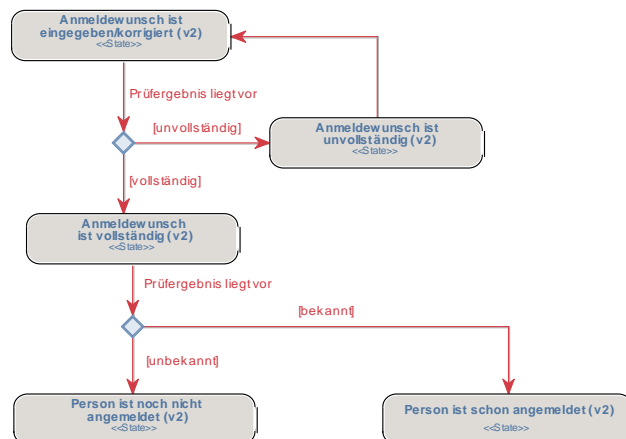 Anmeldewunsch ist
eingegeben/korrigiert (v2)
<<State>>
Prüfergebnis liegt vor
[unvollständig]
Anmeldewunsch ist
unvollständig (v2)
<<State>>
[vollständig]
Anmeldewunsch
ist vollständig (v2)
<<State>>
Prüfergebnis liegt vor
[bekannt]
[unbekannt]
Person ist noch nicht
angemeldet (v2)
<<State>>
Person ist schon angemeldet (v2)
<<State>>